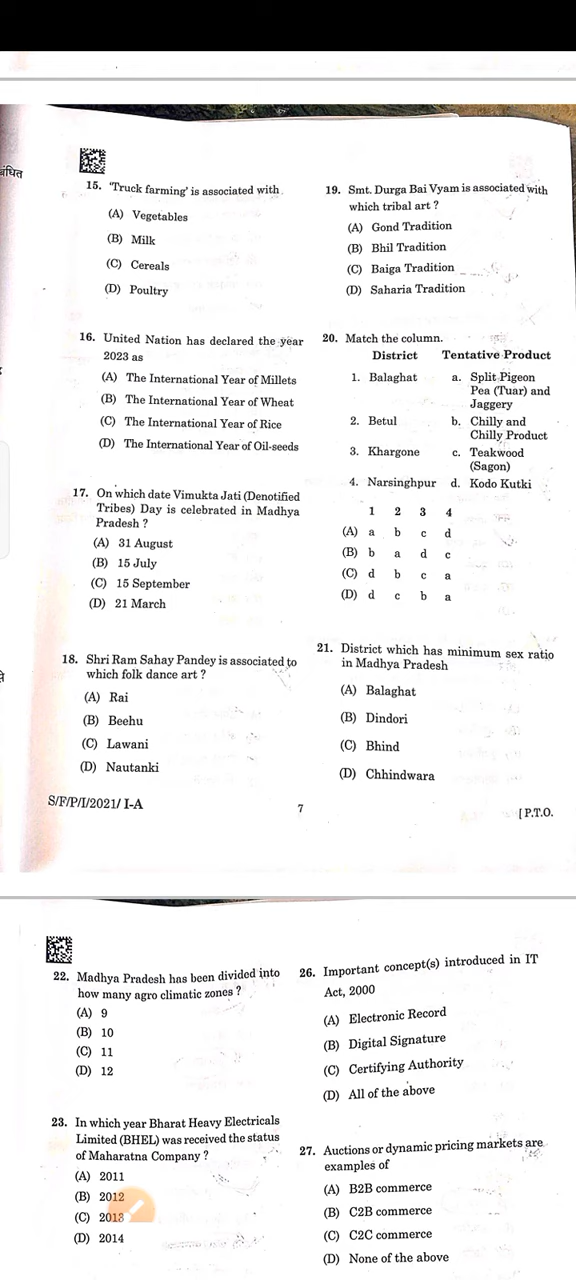 बंधित
15. 'Truck farming' is associated with
(A) Vegetables
(B) Milk
(C) Cereals
(D) Poultry
16. United Nation has declared the year
2023 as
(A) The International Year of Millets
(B) The International Year of Wheat
(C) The International Year of Rice
(D) The International Year of Oil-seeds
17. On which date Vimukta Jati (Denotified
Tribes) Day is celebrated in Madhya
Pradesh ?
(A) 31 August
(B) 15 July
(C) 15 September
(D) 21 March
18. Shri Ram Sahay Pandey is associated to
which folk dance art ?
(A) Rai
(B) Beehu
(C) Lawani
(D) Nautanki
19. Smt. Durga Bai Vyam is associated with
which tribal art ?
(A) Gond Tradition
(B) Bhil Tradition
(C) Baiga Tradition
(D) Saharia Tradition
20. Match the column.
District Tentative Product
1. Balaghat a. Split Pigeon
Pea (Tuar) and
Jaggery
2. Betul b. Chilly and
Chilly Product
3. Khargone c. Teakwood
(Sagon)
4. Narsinghpur d. Kodo Kutki
1 2 3 4
(A) a b c d
(B) b a d c
(C) d b c a
(D) d c b a
21. District which has minimum sex ratio
in Madhya Pradesh
(A) Balaghat
(B) Dindori
(C) Bhind
(D) Chhindwara
S/F/P/I/2021/ I-A
7
[ P.T.O.
22. Madhya Pradesh has been divided into
how many agro climatic zones ?
(A) 9
(B) 10
(C) 11
(D) 12
23. In which year Bharat Heavy Electricals
Limited (BHEL) was received the status
of Maharatna Company ?
(A) 2011
(B) 2012
(C) 2013
(D) 2014
26. Important concept(s) introduced in IT
Act, 2000
(A) Electronic Record
(B) Digital Signature
(C) Certifying Authority
(D) All of the above
27. Auctions or dynamic pricing markets are
examples of
(A) B2B commerce
(B) C2B commerce
(C) C2C commerce
(D) None of the above